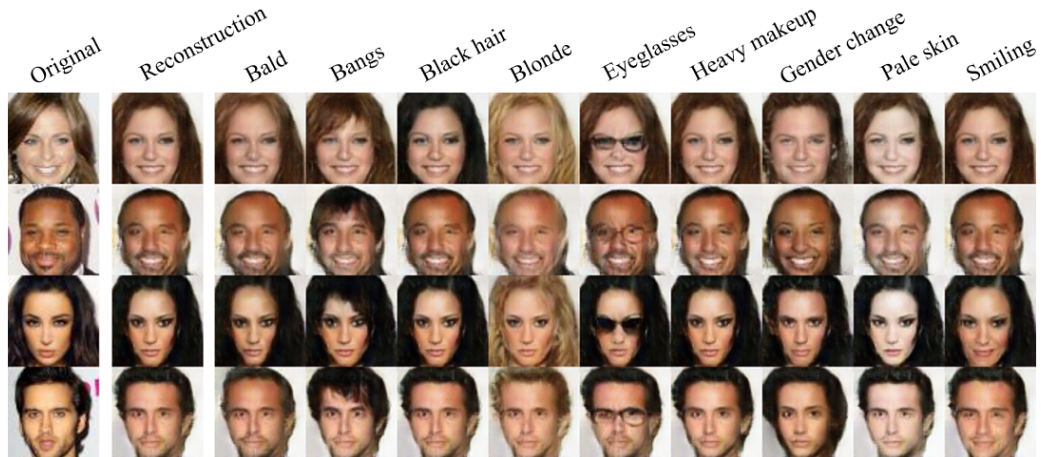 Original
Reconstruction
Bald
Bangs
Black hair
Blonde
Eyeglasses
Heavy makeup
Gender change
Pale skin
Smiling